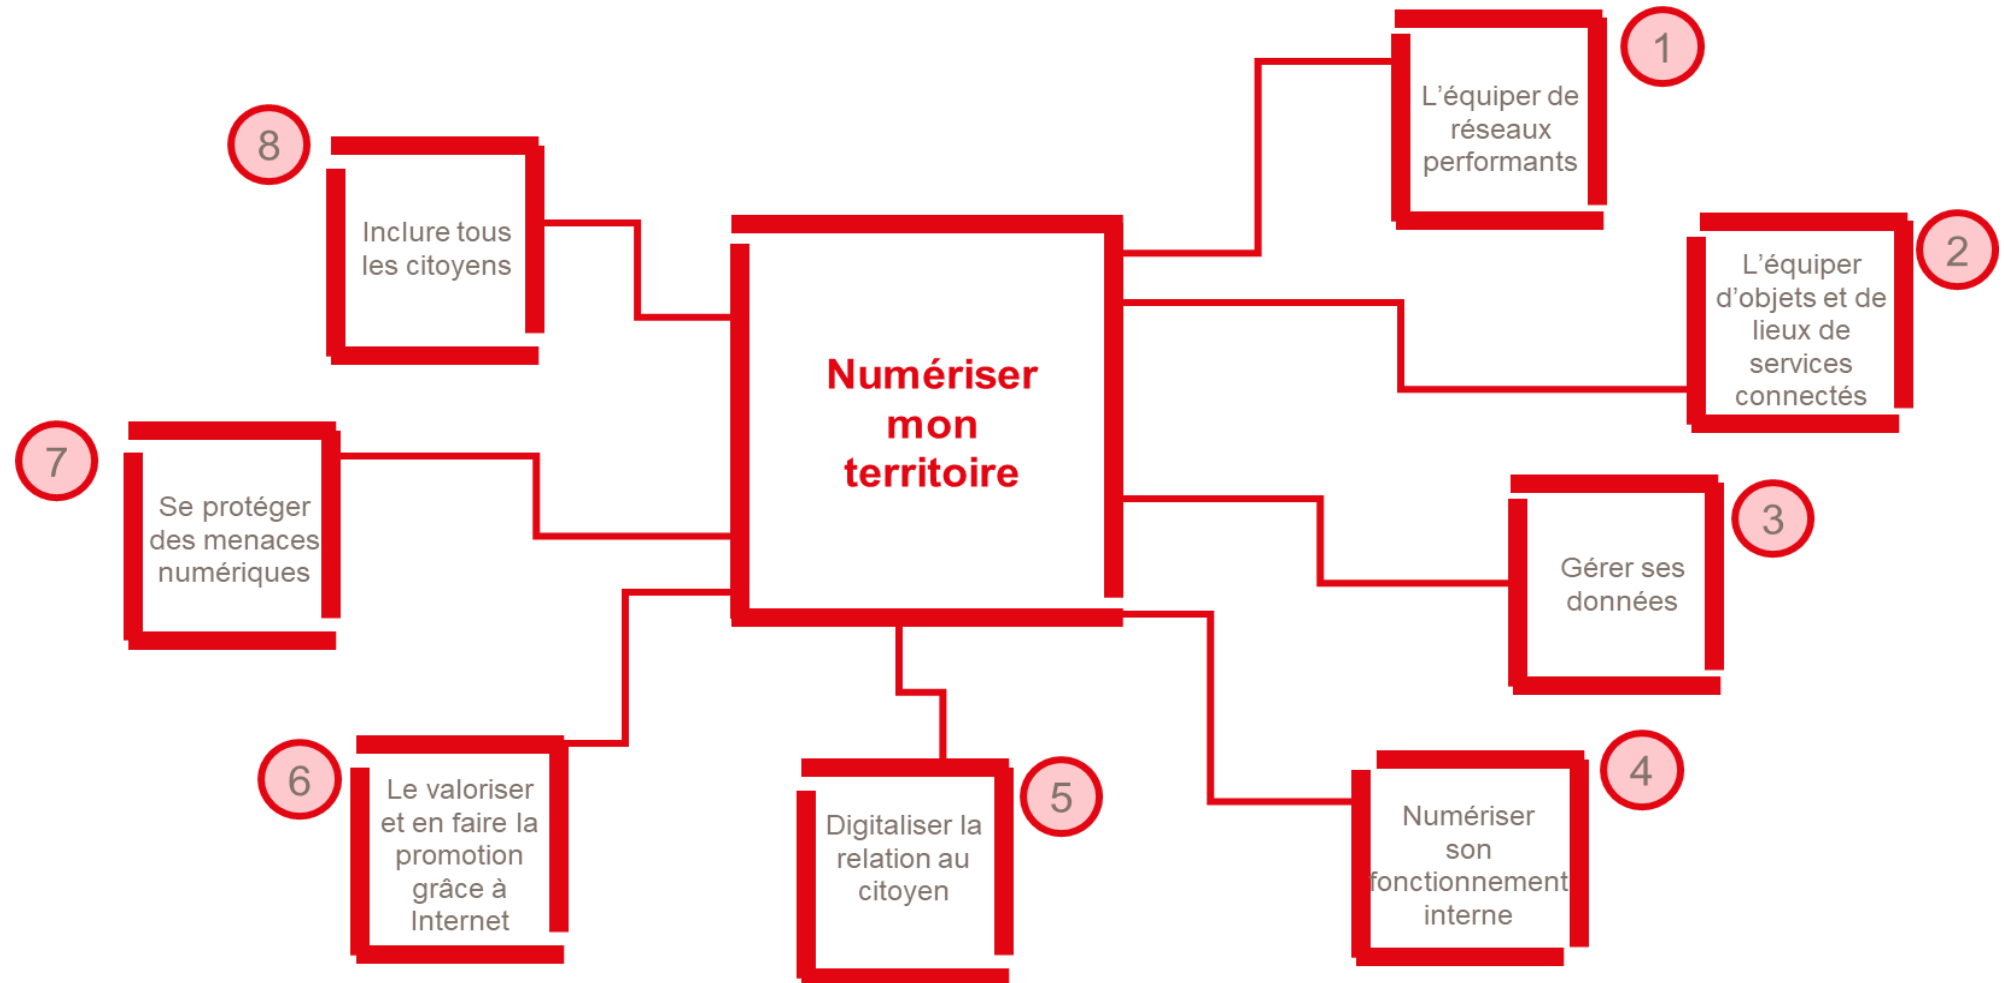 Numériser
mon
territoire
1
L’équiper de
réseaux
performants
2
L’équiper
d’objets et de
lieux de
services
connectés
3
Gérer ses
données
4
Numériser
son
fonctionnement
interne
5
Digitaliser la
relation au
citoyen
6
Le valoriser
et en faire la
promotion
grâce à
Internet
7
Se protéger
des menaces
numériques
8
Inclure tous
les citoyens